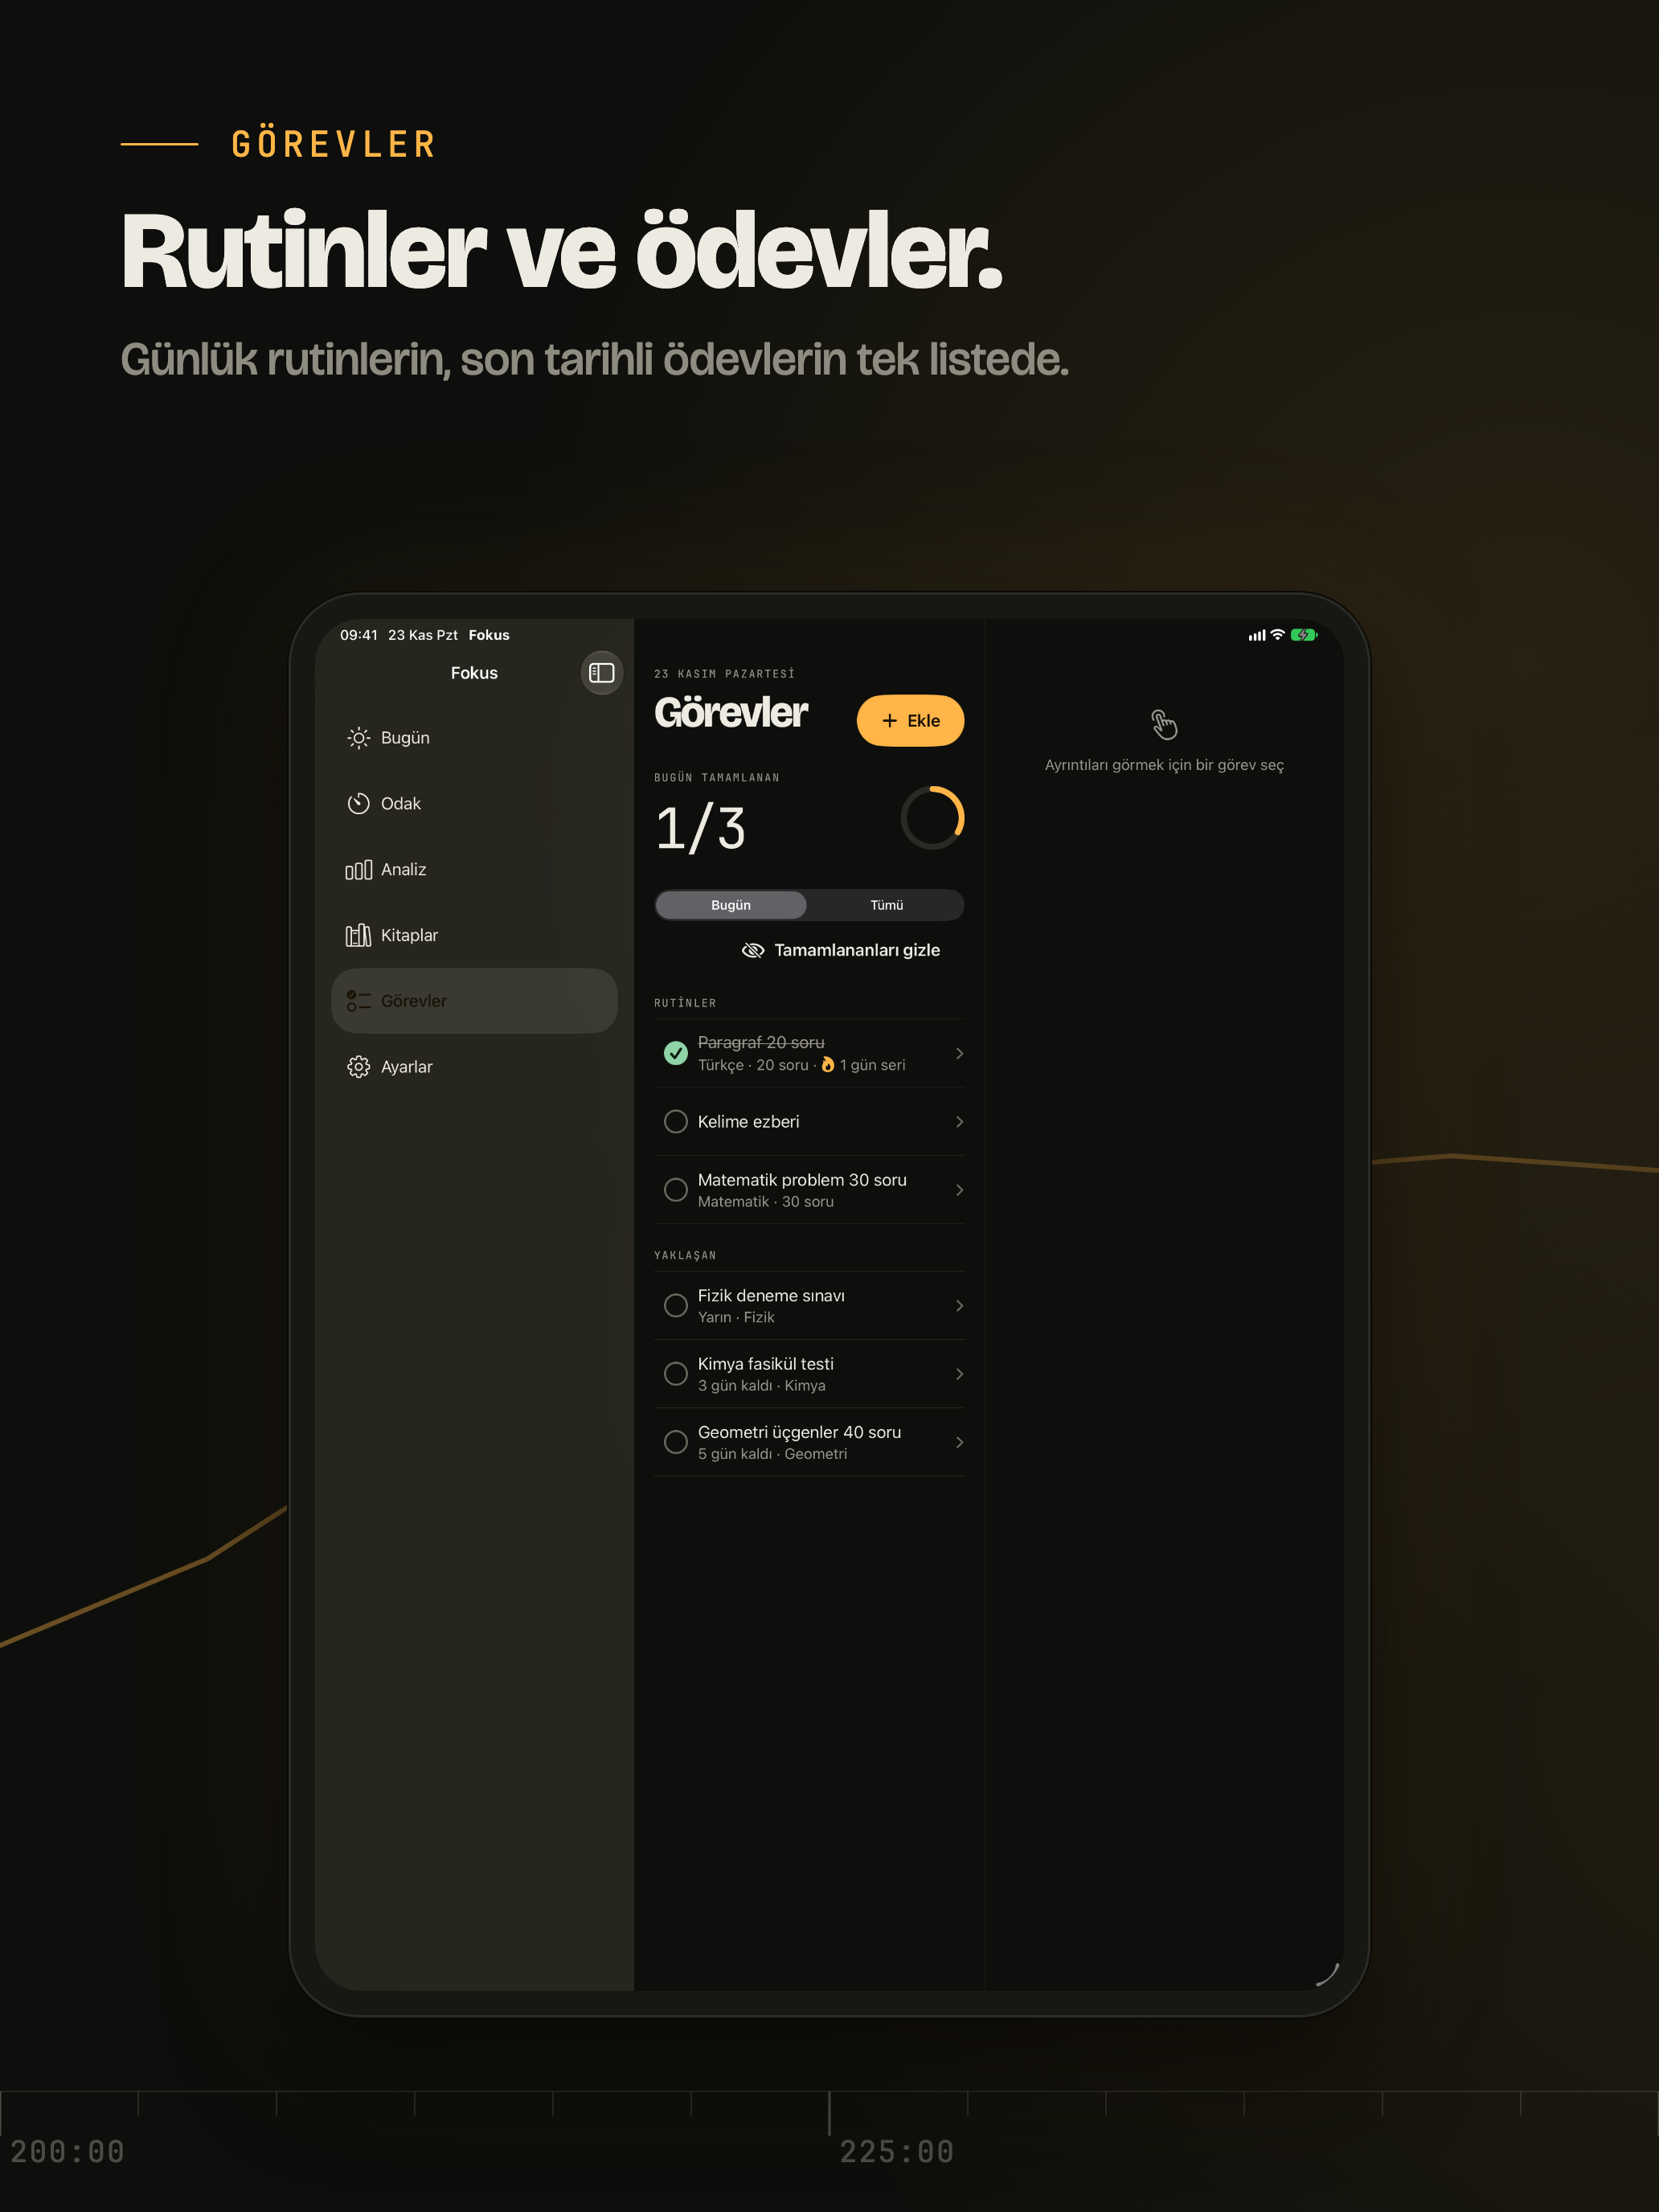 GÖREVLER
Rutinler ve ödevler.
Günlük rutinlerin, son tarihli ödevlerin tek listede.
09:41 23 Kas Pzt Fokus
Fokus
Bugün
Odak
Analiz
Kitaplar
Görevler
Ayarlar
23 KASIM PAZARTESİ
Görevler
+ Ekle
BUGÜN TAMAMLANAN
1/3
Bugün Tümü
Tamamlananları gizle
RUTİNLER
Paragraf 20 soru
Türkçe · 20 soru · 🔥 1 gün seri
Kelime ezberi
Matematik problem 30 soru
Matematik · 30 soru
YAKLAŞAN
Fizik deneme sınavı
Yarın · Fizik
Kimya fasikül testi
3 gün kaldı · Kimya
Geometri üçgenler 40 soru
5 gün kaldı · Geometri
Ayrıntıları görmek için bir görev seç
200:00 225:00